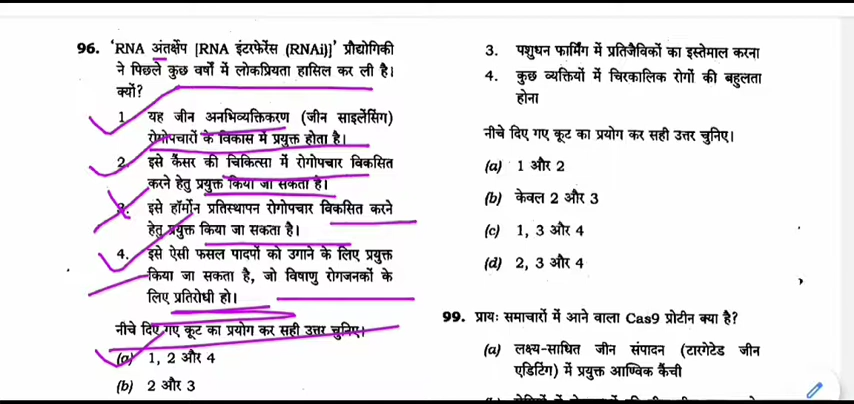 96. 'RNA अंतर्क्षेप [RNA इंटरफेरेंस (RNAi)]' प्रौद्योगिकी
ने पिछले कुछ वर्षों में लोकप्रियता हासिल कर ली है।
क्यों?
1. यह जीन अनभिव्यक्तिकरण (जीन साइलेंसिंग)
रोगोपचारों के विकास में प्रयुक्त होता है।
2. इसे कैंसर की चिकित्सा में रोगोपचार विकसित
करने हेतु प्रयुक्त किया जा सकता है।
3. इसे हॉर्मोन प्रतिस्थापन रोगोपचार विकसित करने
हेतु प्रयुक्त किया जा सकता है।
4. इसे ऐसी फसल पादपों को उगाने के लिए प्रयुक्त
किया जा सकता है, जो विषाणु रोगजनकों के
लिए प्रतिरोधी हो।
नीचे दिए गए कूट का प्रयोग कर सही उत्तर चुनिए।
(a) 1, 2 और 4
(b) 2 और 3
3. पशुधन फार्मिंग में प्रतिजैविकों का इस्तेमाल करना
4. कुछ व्यक्तियों में चिरकालिक रोगों की बहुलता
होना
नीचे दिए गए कूट का प्रयोग कर सही उत्तर चुनिए।
(a) 1 और 2
(b) केवल 2 और 3
(c) 1, 3 और 4
(d) 2, 3 और 4
99. प्रायः समाचारों में आने वाला Cas9 प्रोटीन क्या है?
(a) लक्ष्य-साधित जीन संपादन (टारगेटेड जीन
एडिटिंग) में प्रयुक्त आण्विक कैंची